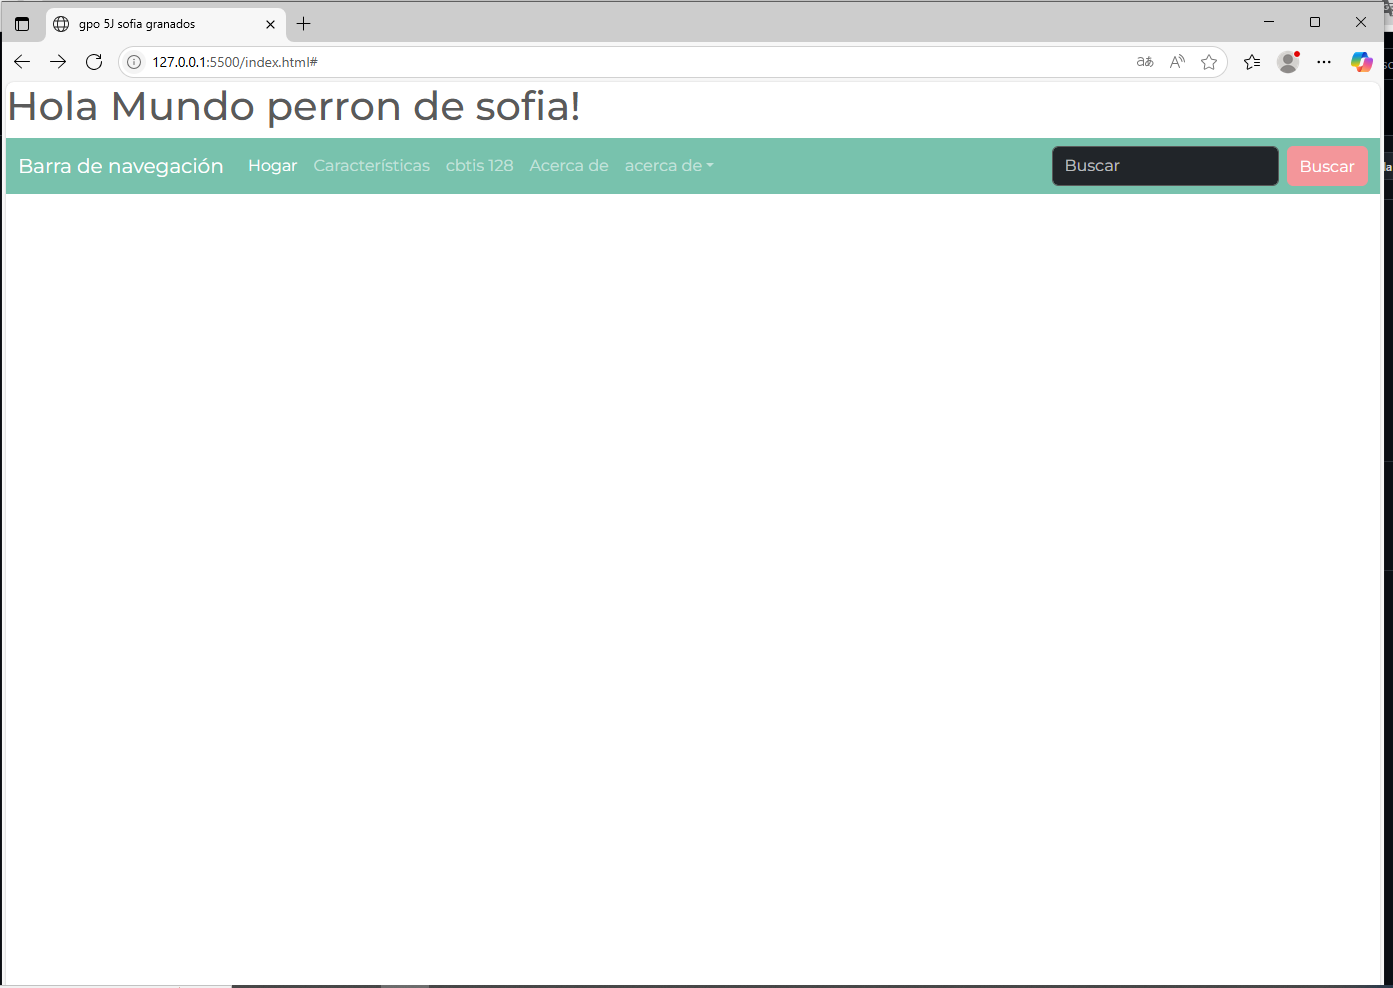 gpo 5J sofia granados
127.0.0.1:5500/index.html#
Hola Mundo perron de sofia!
Barra de navegación Hogar Características cbtis 128 Acerca de acerca de Buscar Buscar